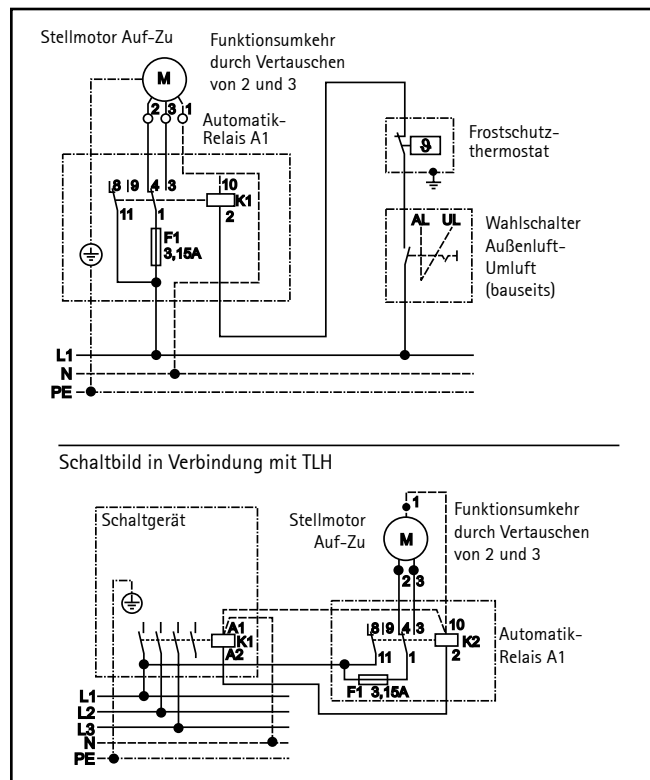 Stellmotor Auf-Zu
Funktionsumkehr
durch Vertauschen
von 2 und 3
M
2 3 1
Automatik-
Relais A1
8 9 4 3 10
K1
11 1 2
F1
3,15A
ϑ
Frostschutz-
thermostat
AL UL
Wahlschalter
Außenluft-
Umluft
(bauseits)
L1
N
PE
Schaltbild in Verbindung mit TLH
Schaltgerät
Stellmotor
Auf-Zu
1
M
2 3
Funktionsumkehr
durch Vertauschen
von 2 und 3
A1
K1
A2
8 9 4 3 10
K2
11 1 2
F1 3,15A
Automatik-
Relais A1
L1
L2
L3
N
PE